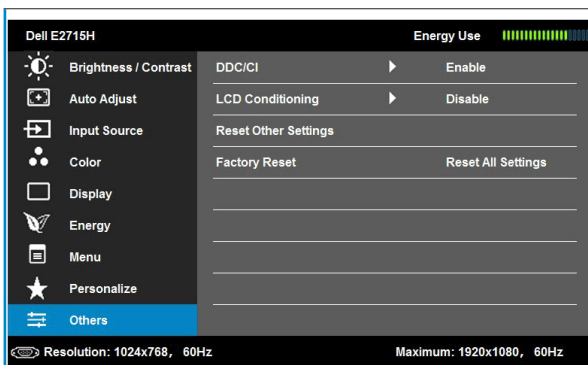 Dell E2715H Energy Use
Brightness / Contrast DDC/CI Enable
Auto Adjust LCD Conditioning Disable
Input Source Reset Other Settings
Color Factory Reset Reset All Settings
Display
Energy
Menu
Personalize
Others
Resolution: 1024x768, 60Hz Maximum: 1920x1080, 60Hz